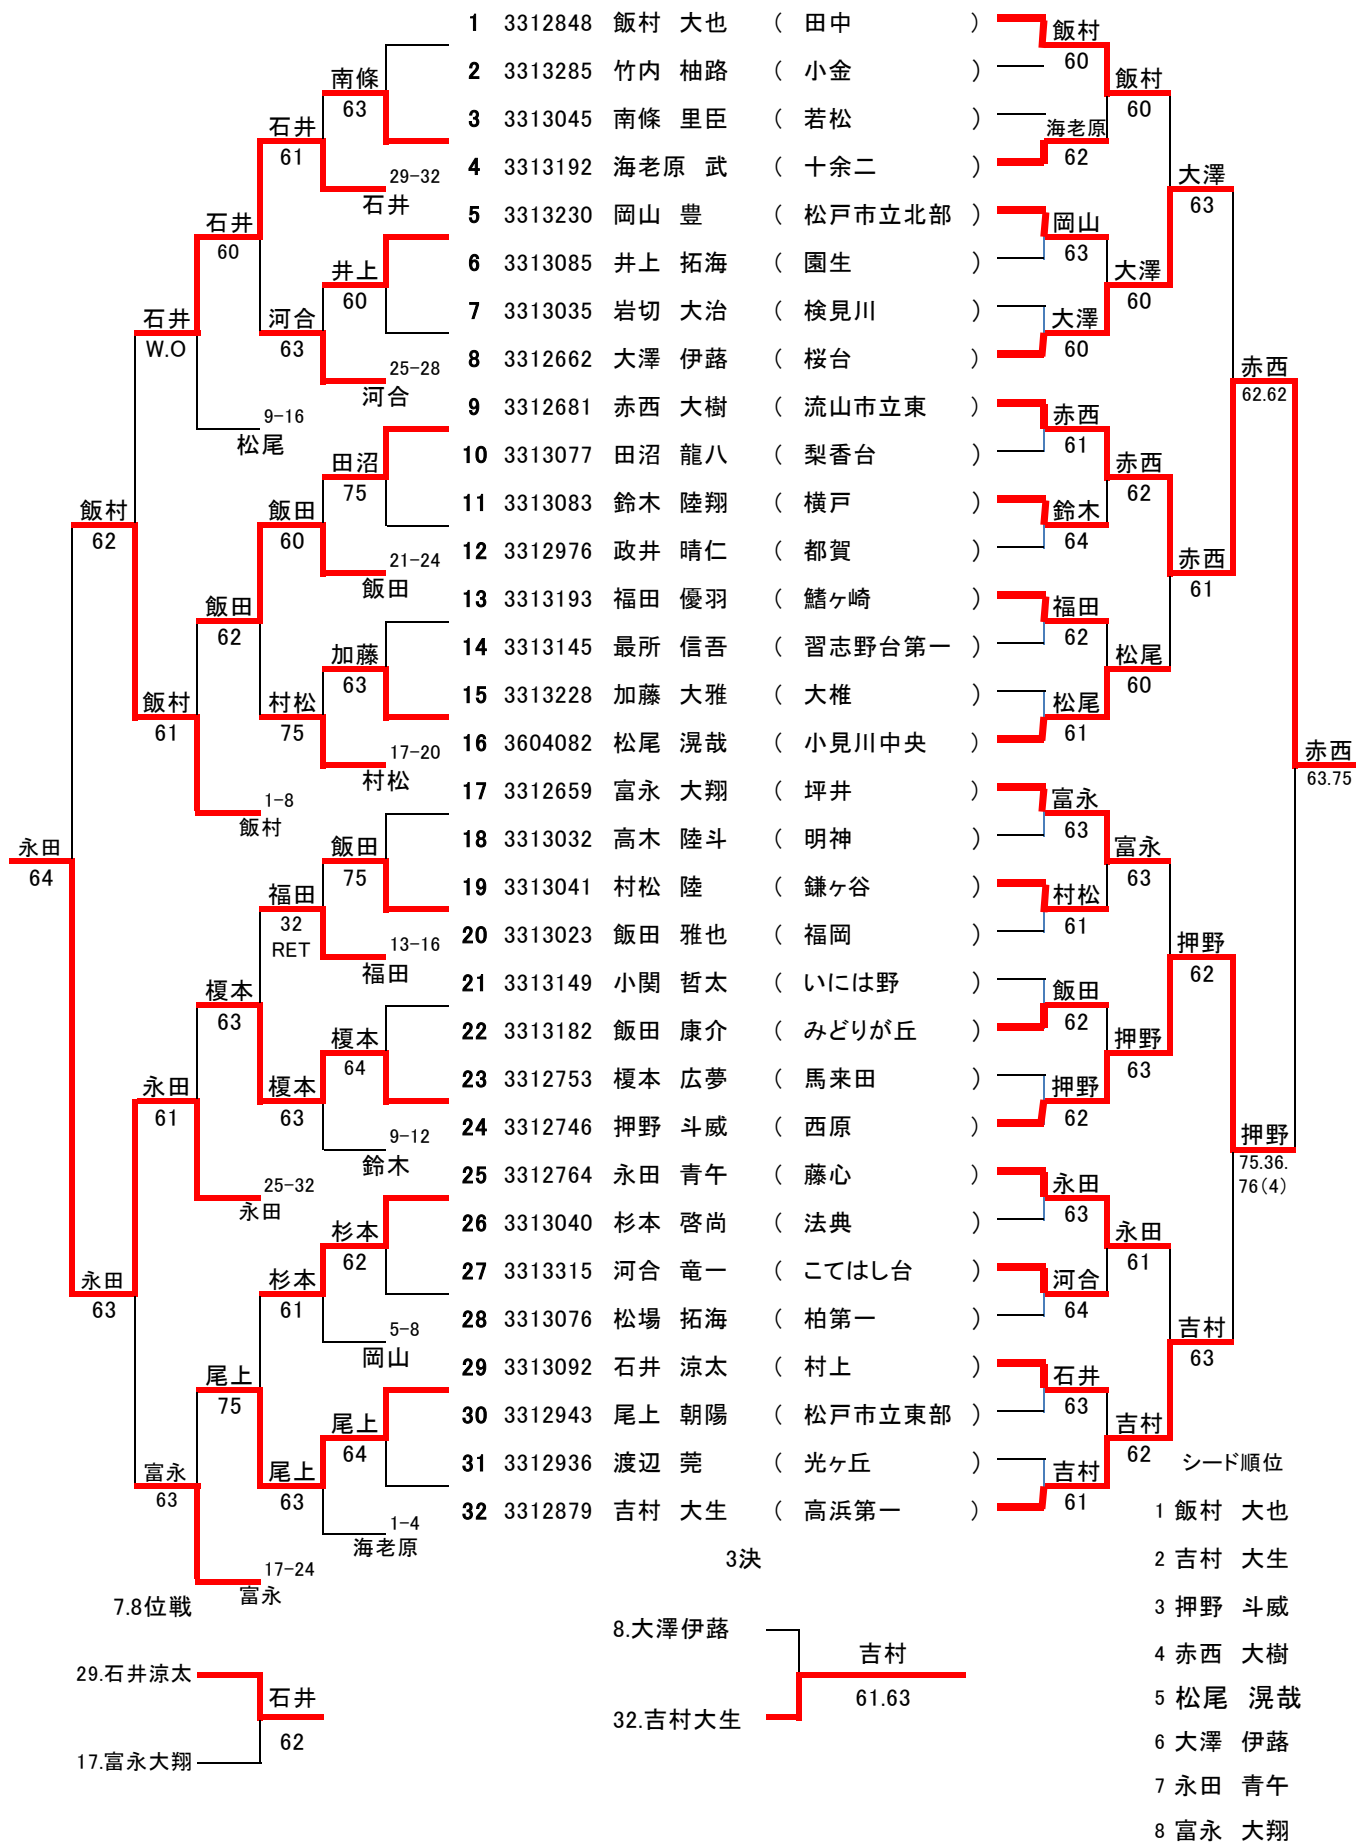 1 3312848 飯村 大也 ( 田中 )
2 3313285 竹内 柚路 ( 小金 )
3 3313045 南條 里臣 ( 若松 )
4 3313192 海老原 武 ( 十余二 )
5 3313230 岡山 豊 ( 松戸市立北部 )
6 3313085 井上 拓海 ( 園生 )
7 3313035 岩切 大治 ( 検見川 )
8 3312662 大澤 伊蕗 ( 桜台 )
9 3312681 赤西 大樹 ( 流山市立東 )
10 3313077 田沼 龍八 ( 梨香台 )
11 3313083 鈴木 陸翔 ( 横戸 )
12 3312976 政井 晴仁 ( 都賀 )
13 3313193 福田 優羽 ( 鰭ヶ崎 )
14 3313145 最所 信吾 ( 習志野台第一 )
15 3313228 加藤 大雅 ( 大椎 )
16 3604082 松尾 滉哉 ( 小見川中央 )
17 3312659 富永 大翔 ( 坪井 )
18 3313032 高木 陸斗 ( 明神 )
19 3313041 村松 陸 ( 鎌ヶ谷 )
20 3313023 飯田 雅也 ( 福岡 )
21 3313149 小関 哲太 ( いには野 )
22 3313182 飯田 康介 ( みどりが丘 )
23 3312753 榎本 広夢 ( 馬来田 )
24 3312746 押野 斗威 ( 西原 )
25 3312764 永田 青午 ( 藤心 )
26 3313040 杉本 啓尚 ( 法典 )
27 3313315 河合 竜一 ( こてはし台 )
28 3313076 松場 拓海 ( 柏第一 )
29 3313092 石井 涼太 ( 村上 )
30 3312943 尾上 朝陽 ( 松戸市立東部 )
31 3312936 渡辺 莞 ( 光ヶ丘 )
32 3312879 吉村 大生 ( 高浜第一 )
飯村
60
海老原
62
岡山
63
大澤
60
赤西
61
鈴木
64
福田
62
松尾
61
富永
63
村松
61
飯田
62
押野
62
永田
63
河合
64
石井
63
吉村
61
飯村
60
大澤
60
赤西
62
松尾
60
富永
63
押野
63
永田
61
吉村
62
大澤
63
赤西
61
押野
62
吉村
63
赤西
62.62
押野
75.36.
76(4)
赤西
63.75
南條
63
29-32
石井
井上
60
25-28
河合
田沼
75
21-24
飯田
加藤
63
17-20
村松
飯田
75
13-16
福田
榎本
64
9-12
鈴木
杉本
62
5-8
岡山
尾上
64
1-4
海老原
石井
61
河合
63
飯田
60
村松
75
福田
32
RET
榎本
63
杉本
61
尾上
63
石井
60
9-16
松尾
飯田
62
1-8
飯村
榎本
63
25-32
永田
尾上
75
17-24
富永
石井
W.O
飯村
61
永田
61
富永
63
飯村
62
永田
63
永田
64
7.8位戦
29.石井涼太
17.富永大翔
石井
62
3決
8.大澤伊蕗
32.吉村大生
吉村
61.63
シード順位
1 飯村 大也
2 吉村 大生
3 押野 斗威
4 赤西 大樹
5 松尾 滉哉
6 大澤 伊蕗
7 永田 青午
8 富永 大翔